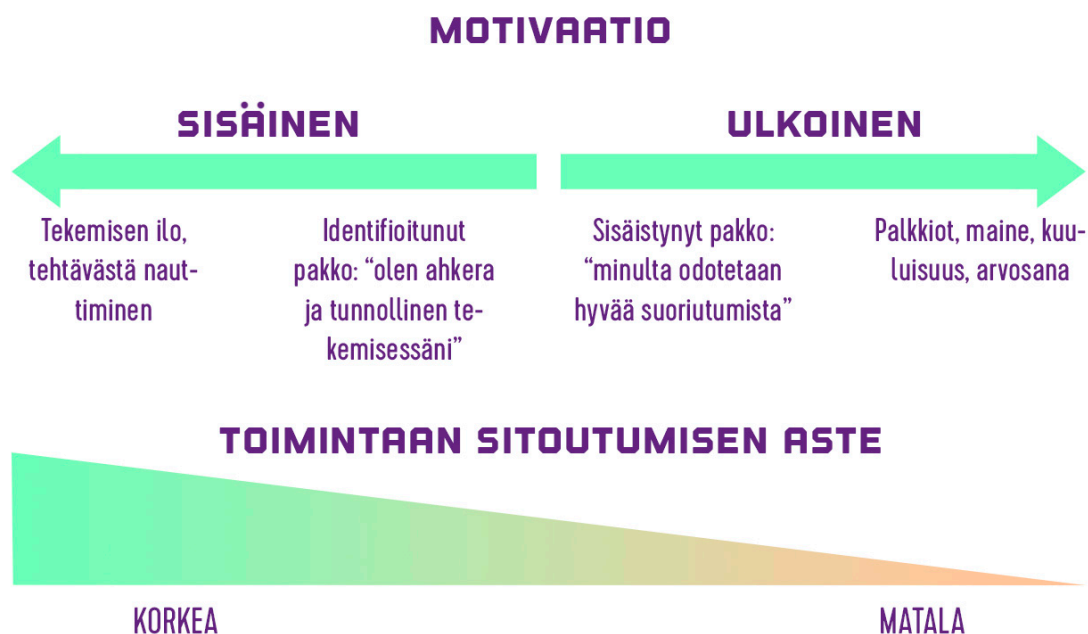 MOTIVAATIO
SISÄINEN
ULKOINEN
Tekemisen ilo,
tehtävästä naut-
timinen
Identifioitunut
pakko: “olen ahkera
ja tunnollinen te-
kemisessäni”
Sisäistynyt pakko:
“minulta odotetaan
hyvää suoriutumista”
Palkkiot, maine, kuu-
luisuus, arvosana
TOIMINTAAN SITOUTUMISEN ASTE
KORKEA
MATALA